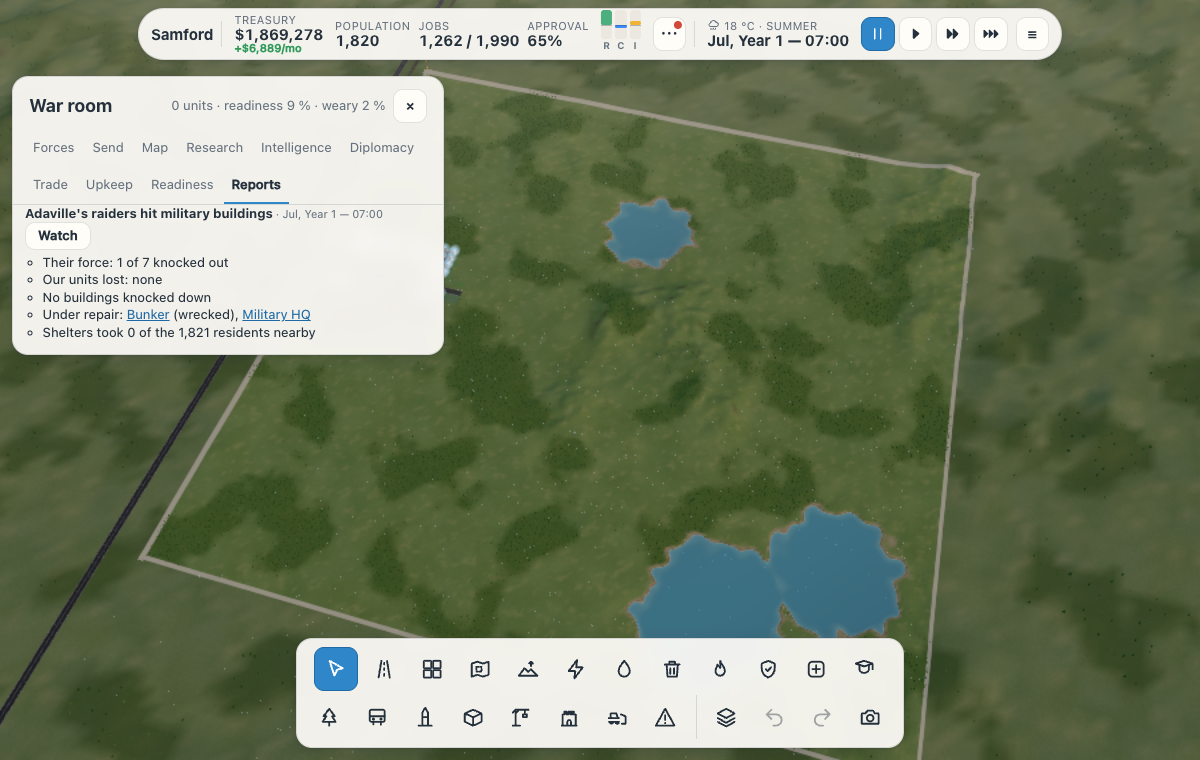 Samford
TREASURY
$1,869,278
+$6,889/mo
POPULATION
1,820
JOBS
1,262 / 1,990
APPROVAL
65%
R C I
18 °C · SUMMER
Jul, Year 1 — 07:00
War room
0 units · readiness 9 % · weary 2 %
Forces Send Map Research Intelligence Diplomacy
Trade Upkeep Readiness Reports
Adaville's raiders hit military buildings · Jul, Year 1 — 07:00
Watch
Their force: 1 of 7 knocked out
Our units lost: none
No buildings knocked down
Under repair: Bunker (wrecked), Military HQ
Shelters took 0 of the 1,821 residents nearby